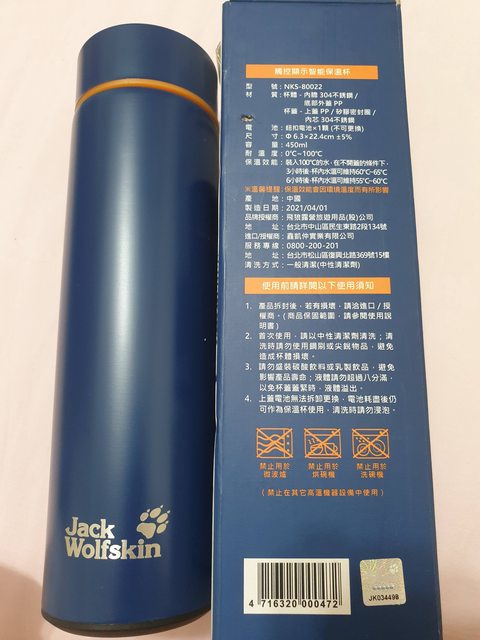 Jack
Wolfskin
觸控顯示智能保溫杯
型 號：NKS-80022
材 質：杯體 - 內膽 304不銹鋼 /
底部外蓋 PP
杯蓋 - 上蓋 PP / 矽膠密封圈 /
內芯 304不銹鋼
電 池：鈕扣電池×1顆 (不可更換)
尺 寸：Φ 6.3×22.4cm ±5%
容 量：450ml
耐 溫 度：0℃~100℃
保溫效能：裝入100℃的水，在不開蓋的條件下，
3小時後，杯內水溫可維持60℃~65℃
6小時後，杯內水溫可維持55℃~60℃
※溫馨提醒：保溫效能會因環境溫度而有所影響
產 地：中國
製造日期：2021/04/01
品牌授權商：飛狼露營旅遊用品(股)公司
地 址：台北市中山區民生東路2段134號
進口/授權商：鑫凱仲實業有限公司
服務專線：0800-200-201
地 址：台北市松山區復興北路369號15樓
清洗方式：一般清潔(中性清潔劑)
使用前請詳閱以下使用須知
1. 產品拆封後，若有損壞，請洽進口 / 授
權商。(商品保固範圍，請參閱使用說
明書)
2. 首次使用，請以中性清潔劑清洗；清
洗時請勿使用鋼刷或尖銳物品，避免
造成杯體損壞。
3. 請勿盛裝碳酸飲料或乳製飲品，避免
影響產品壽命；液體請勿超過八分滿，
以免杯蓋蓋緊時，液體溢出。
4. 上蓋電池無法拆卸更換，電池耗盡後仍
可作為保溫杯使用，清洗時請勿浸泡。
禁止用於
微波爐
禁止用於
烘碗機
禁止用於
洗碗機
(禁止在其它高溫機器設備中使用)
4 716320 000472
JK034498